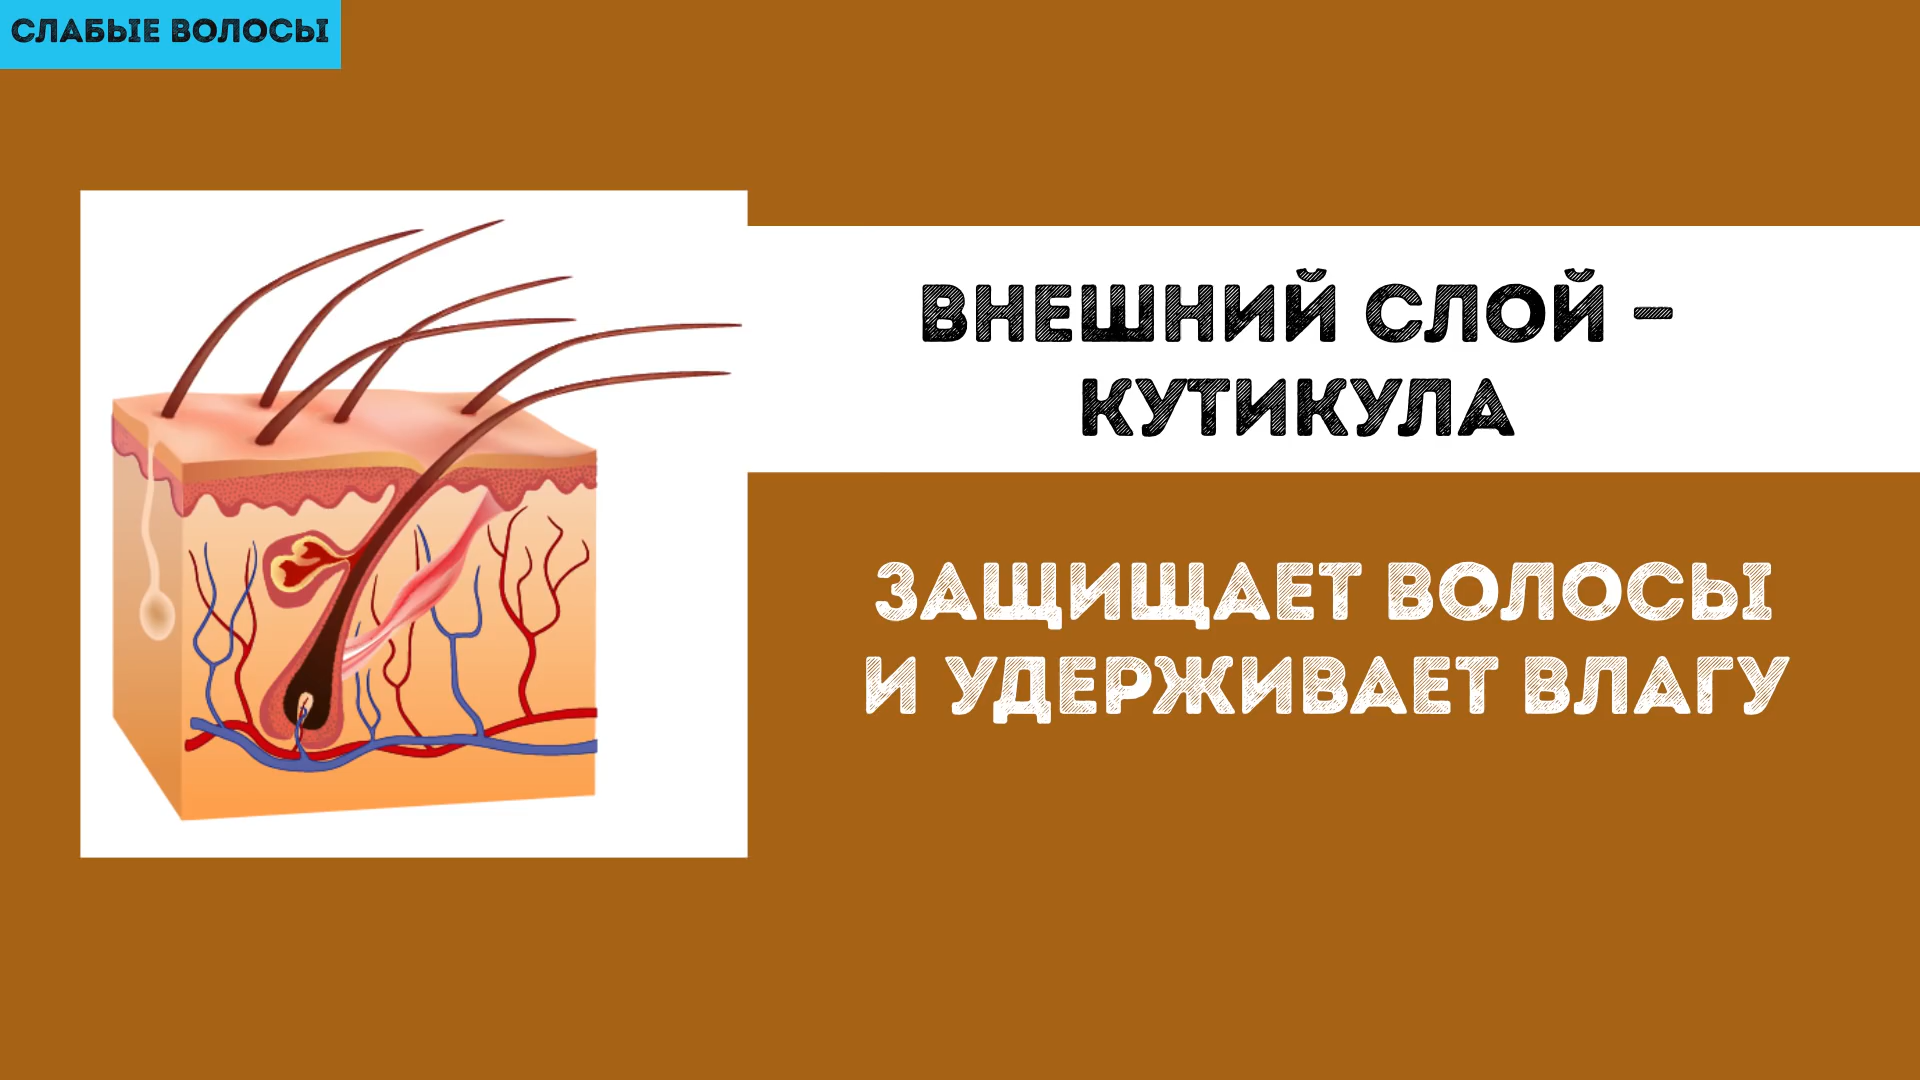 СЛАБЫЕ ВОЛОСЫ
ВНЕШНИЙ СЛОЙ –
КУТИКУЛА
ЗАЩИЩАЕТ ВОЛОСЫ
И УДЕРЖИВАЕТ ВЛАГУ